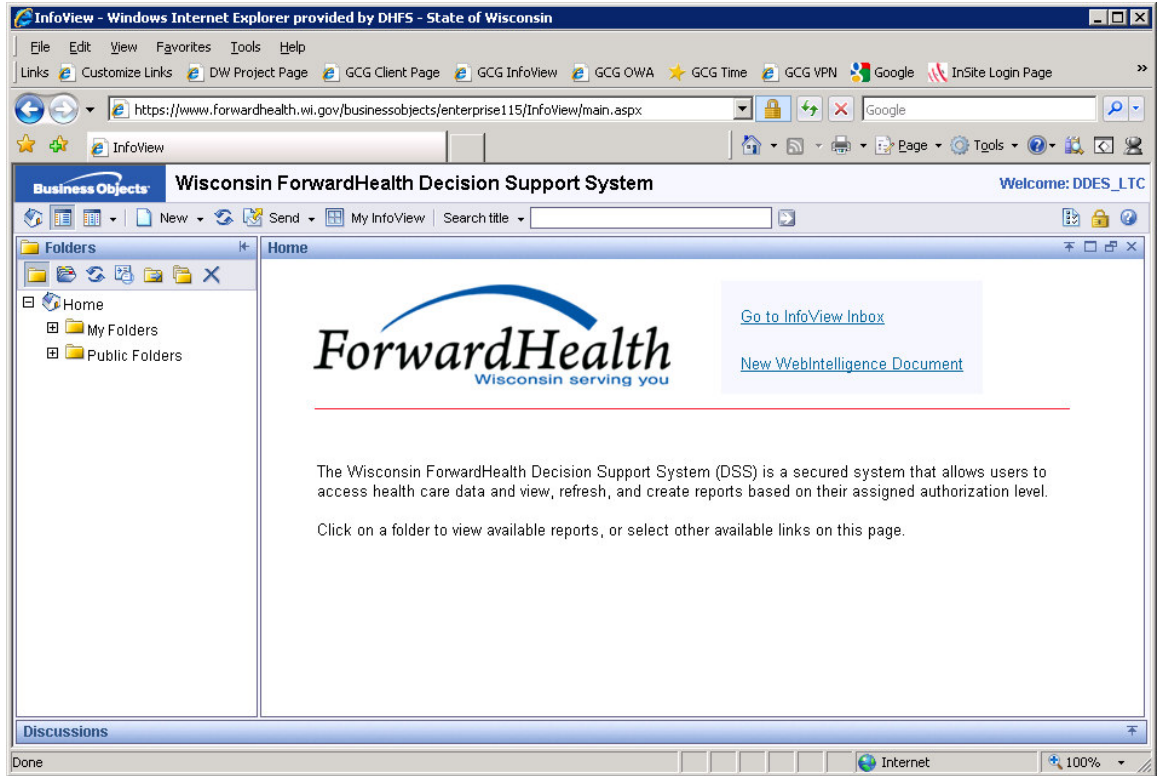 InfoView - Windows Internet Explorer provided by DHFS - State of Wisconsin
File Edit View Favorites Tools Help
Links Customize Links DW Project Page GCG Client Page GCG InfoView GCG OWA GCG Time GCG VPN Google InSite Login Page »
https://www.forwardhealth.wi.gov/businessobjects/enterprise115/InfoView/main.aspx Google
InfoView Page Tools
Business Objects Wisconsin ForwardHealth Decision Support System Welcome: DDES_LTC
New Send My InfoView Search title
Folders Home
Home
My Folders
Public Folders
ForwardHealth
Wisconsin serving you
Go to InfoView Inbox
New WebIntelligence Document
The Wisconsin ForwardHealth Decision Support System (DSS) is a secured system that allows users to
access health care data and view, refresh, and create reports based on their assigned authorization level.
Click on a folder to view available reports, or select other available links on this page.
Discussions
Done Internet 100%